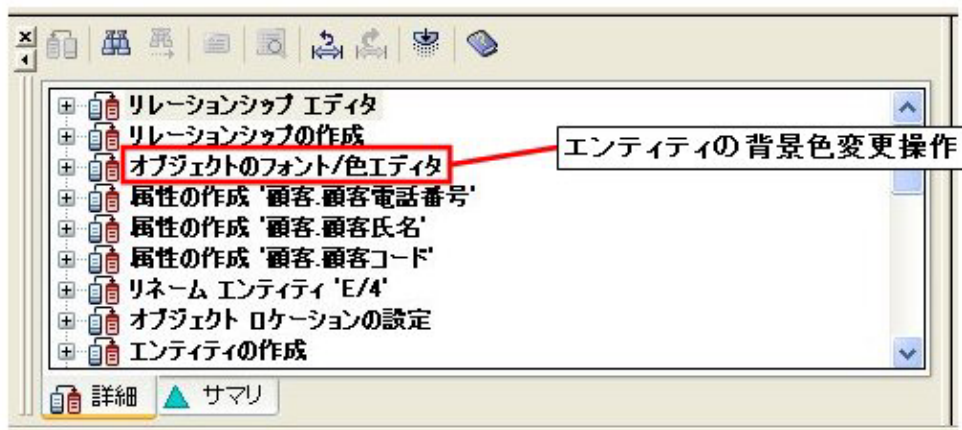 リレーションシップ エディタ
リレーションシップの作成
オブジェクトのフォント/色エディタ
エンティティの背景色変更操作
属性の作成 '顧客.顧客電話番号'
属性の作成 '顧客.顧客氏名'
属性の作成 '顧客.顧客コード'
リネーム エンティティ 'E/4'
オブジェクト ロケーションの設定
エンティティの作成
詳細 サマリ